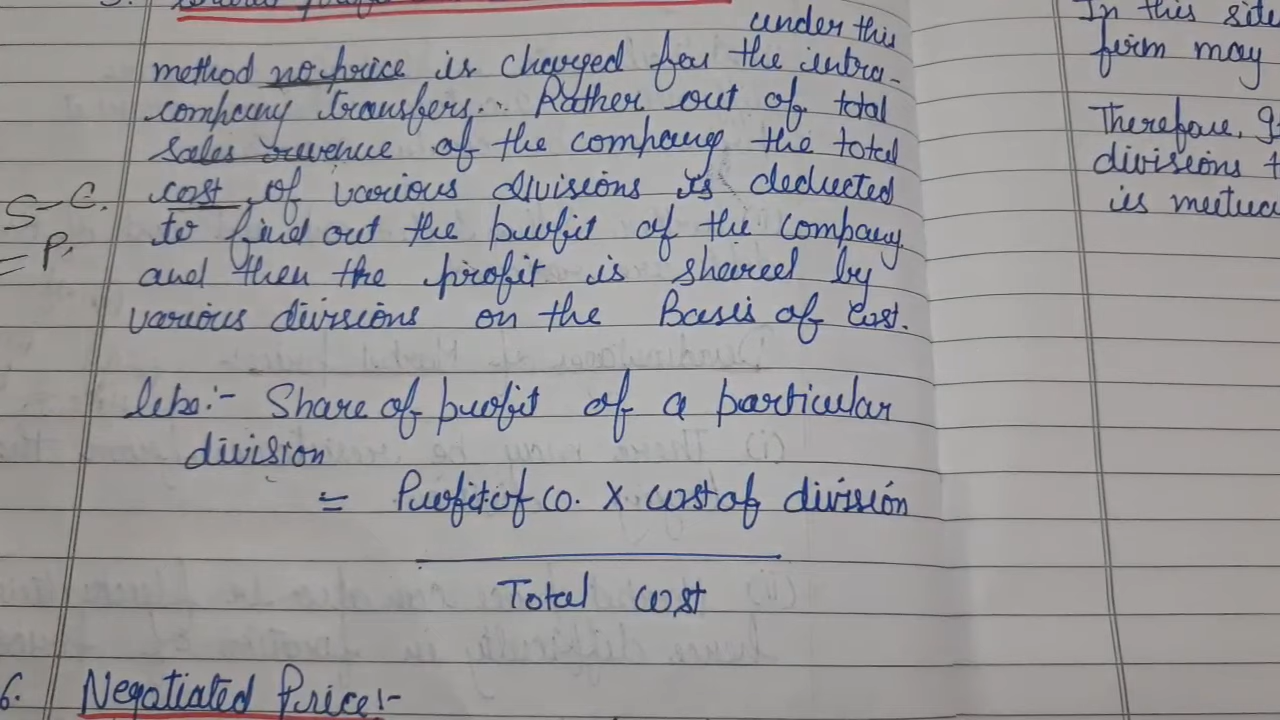 5.
under this
method no price is charged for the intra-
company transfers. Rather out of total
sales revenue of the company the total
cost of various divisions is deducted
to find out the profit of the company
and then the profit is shared by
various divisions on the Basis of Cost.
S - C.
= P.
Share of profit of a particular
division
= Profit of co. X cost of division
Total cost
6. Negotiated Price:-
In this
firm may
Therefore,
divisions
is